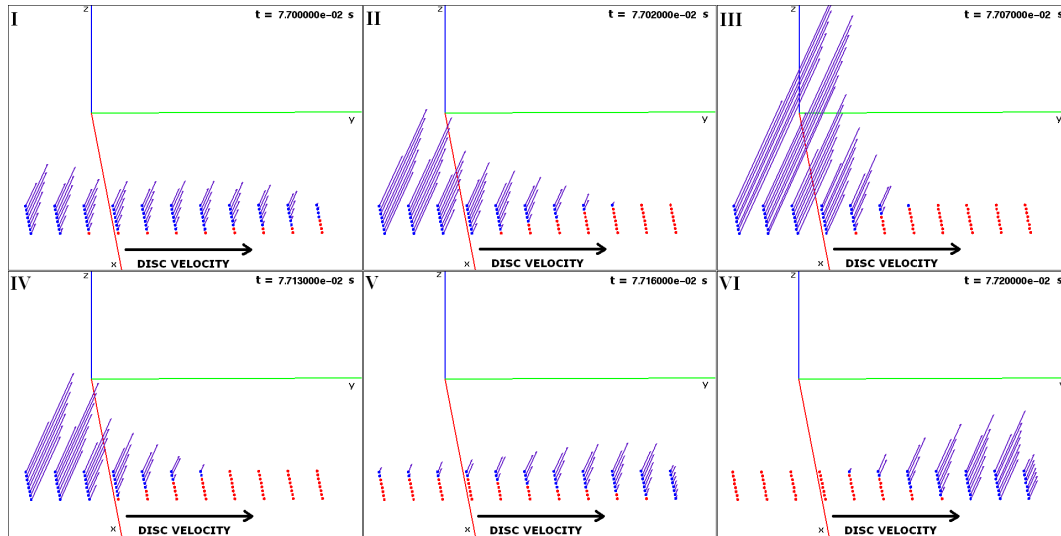 I
z
t = 7.700000e-02 s
y
x
DISC VELOCITY
II
z
t = 7.702000e-02 s
y
x
DISC VELOCITY
III
z
t = 7.707000e-02 s
y
x
DISC VELOCITY
IV
z
t = 7.713000e-02 s
y
x
DISC VELOCITY
V
z
t = 7.716000e-02 s
y
x
DISC VELOCITY
VI
z
t = 7.720000e-02 s
y
x
DISC VELOCITY